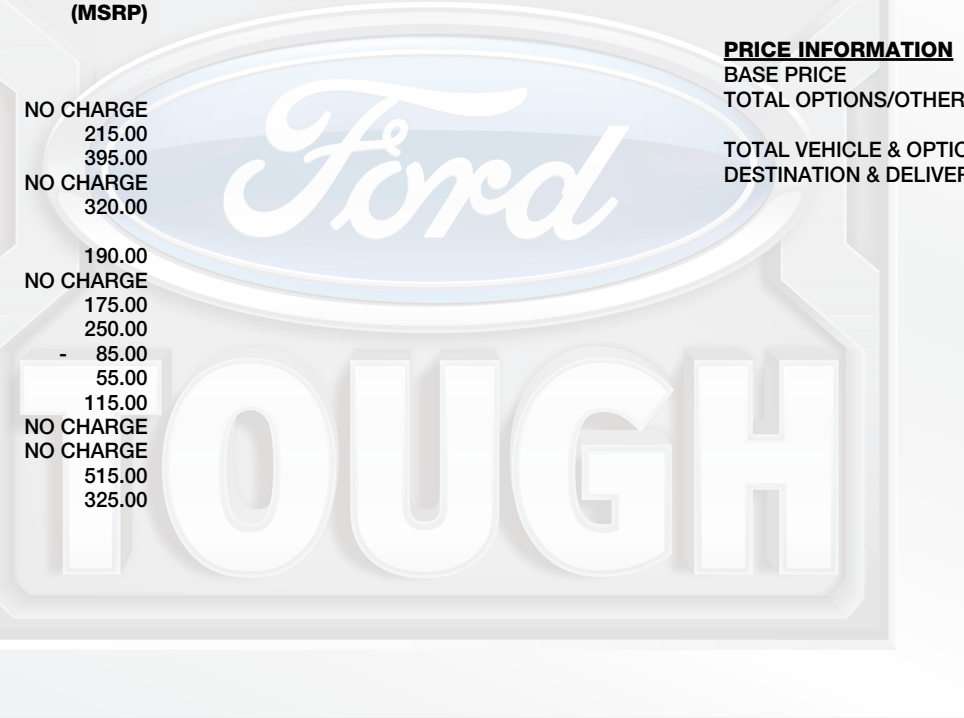 (MSRP)
NO CHARGE
215.00
395.00
NO CHARGE
320.00
190.00
NO CHARGE
175.00
250.00
- 85.00
55.00
115.00
NO CHARGE
NO CHARGE
515.00
325.00
PRICE INFORMATION
BASE PRICE
TOTAL OPTIONS/OTHER
TOTAL VEHICLE & OPTIO
DESTINATION & DELIVER
Ford
TOUGH